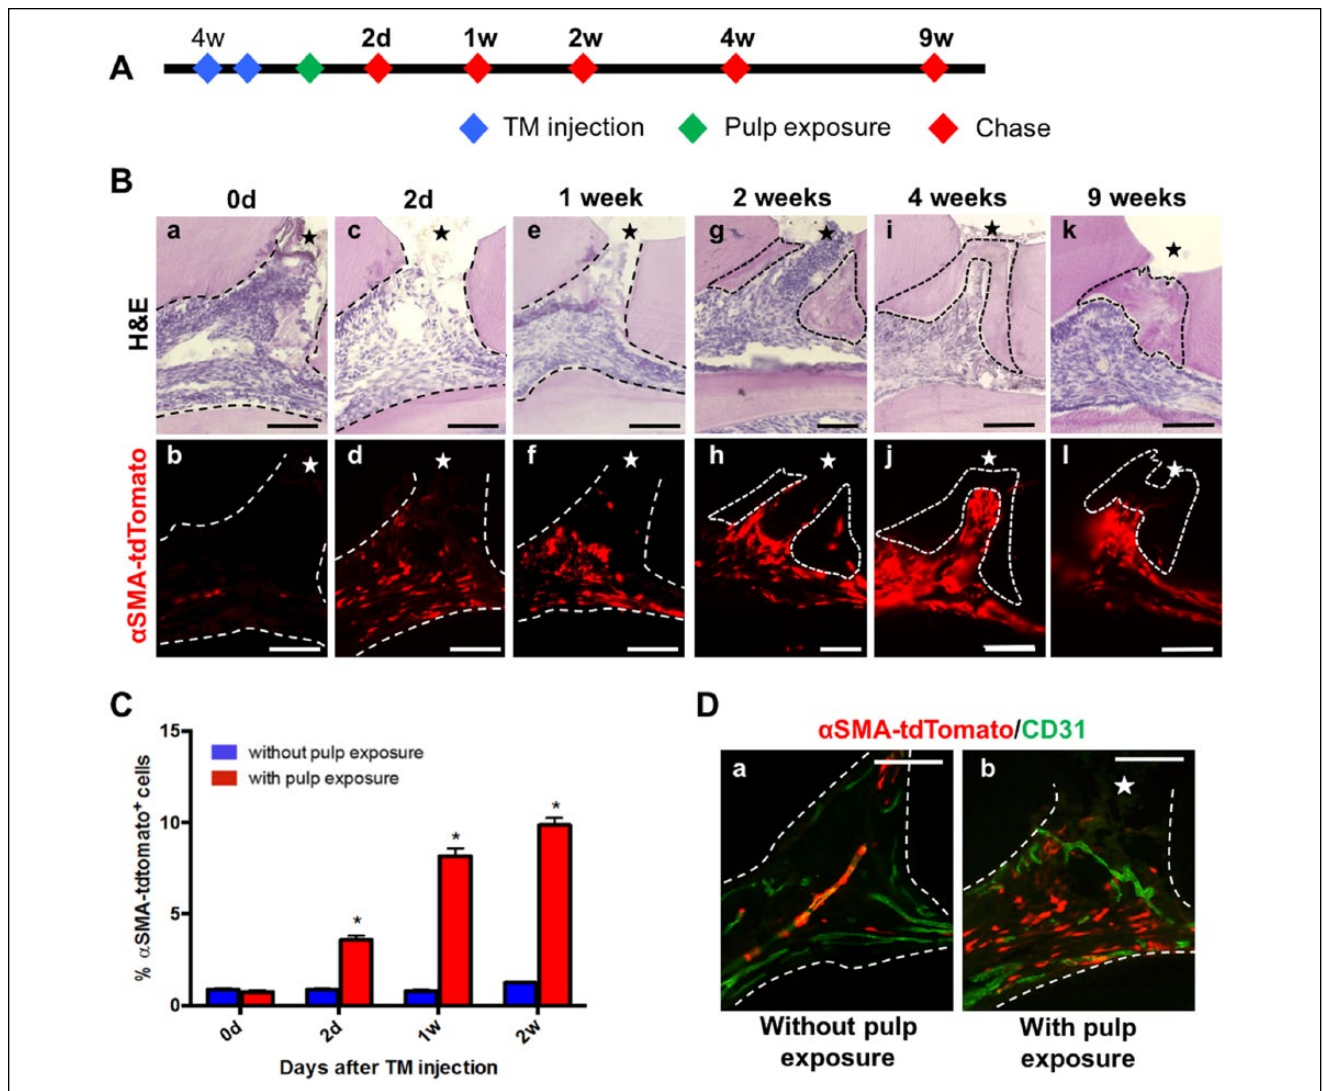 A
4w 2d 1w 2w 4w 9w
TM injection Pulp exposure Chase
B
0d 2d 1 week 2 weeks 4 weeks 9 weeks
H&E
a c e g i k
αSMA-tdTomato
b d f h j l
C
% αSMA-tdtomato⁺ cells
15
10
5
0
without pulp exposure
with pulp exposure
* * *
0d 2d 1w 2w
Days after TM injection
D
αSMA-tdTomato/CD31
a b
Without pulp
exposure
With pulp
exposure